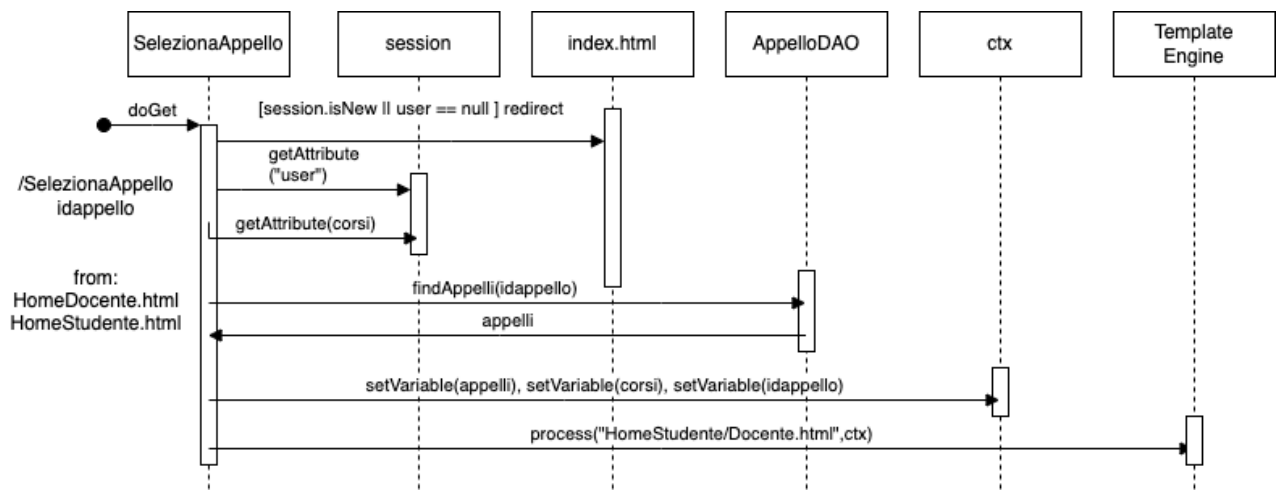 SelezionaAppello
session
index.html
AppelloDAO
ctx
Template
Engine
doGet
[session.isNew || user == null ] redirect
getAttribute
("user")
/SelezionaAppello
idappello
getAttribute(corsi)
from:
HomeDocente.html
HomeStudente.html
findAppelli(idappello)
appelli
setVariable(appelli), setVariable(corsi), setVariable(idappello)
process("HomeStudente/Docente.html",ctx)